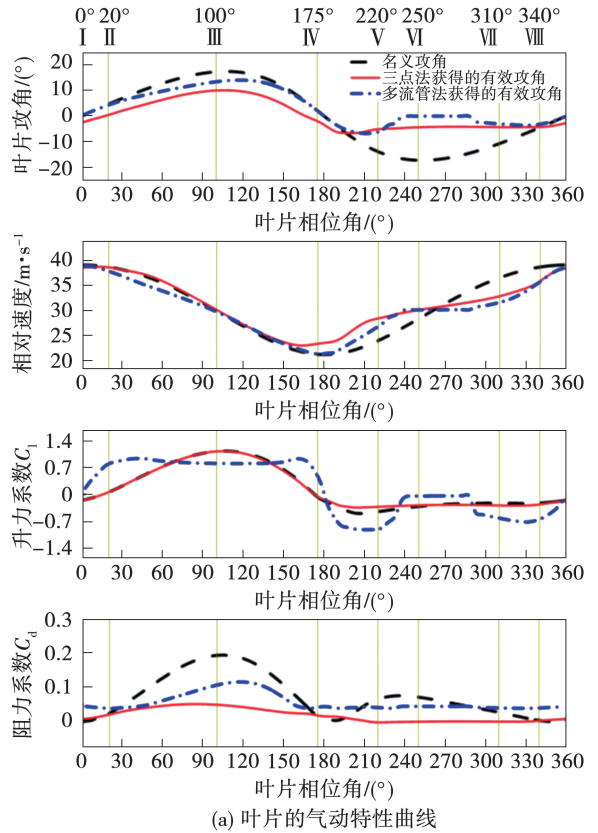 0° 20° 100° 175° 220° 250° 310° 340°
Ⅰ Ⅱ Ⅲ Ⅳ Ⅴ Ⅵ Ⅶ Ⅷ
名义攻角
三点法获得的有效攻角
多流管法获得的有效攻角
叶片攻角/(°)
20
10
0
-10
-20
0 30 60 90 120 150 180 210 240 270 300 330 360
叶片相位角/(°)
相对速度/m·s⁻¹
40
35
30
25
20
0 30 60 90 120 150 180 210 240 270 300 330 360
叶片相位角/(°)
升力系数Cl
1.4
0.7
0
-0.7
-1.4
0 30 60 90 120 150 180 210 240 270 300 330 360
叶片相位角/(°)
阻力系数Cd
0.3
0.2
0.1
0
0 30 60 90 120 150 180 210 240 270 300 330 360
叶片相位角/(°)
(a) 叶片的气动特性曲线